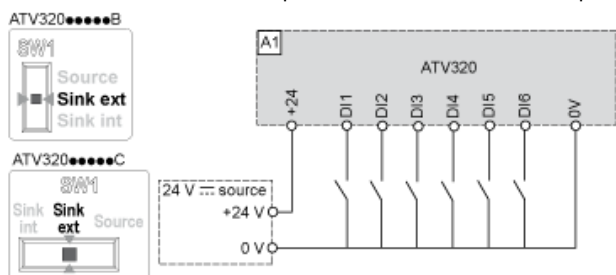 ATV320●●●●●B
SW1
Source
Sink ext
Sink int
ATV320●●●●●C
SW1
Sink int
Sink ext
Source
A1
ATV320
+24
DI1
DI2
DI3
DI4
DI5
DI6
0V
24 V ⎓ source
+24 V
0 V